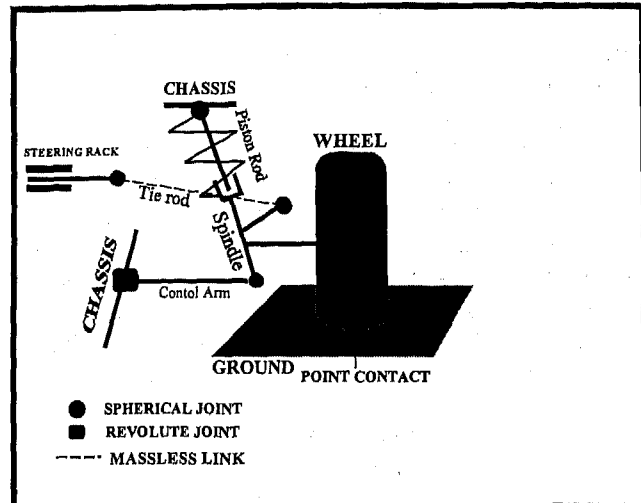 CHASSIS
Piston Rod
WHEEL
STEERING RACK
Tie rod
Spindle
CHASSIS
Contol Arm
GROUND
POINT CONTACT
SPHERICAL JOINT
REVOLUTE JOINT
MASSLESS LINK